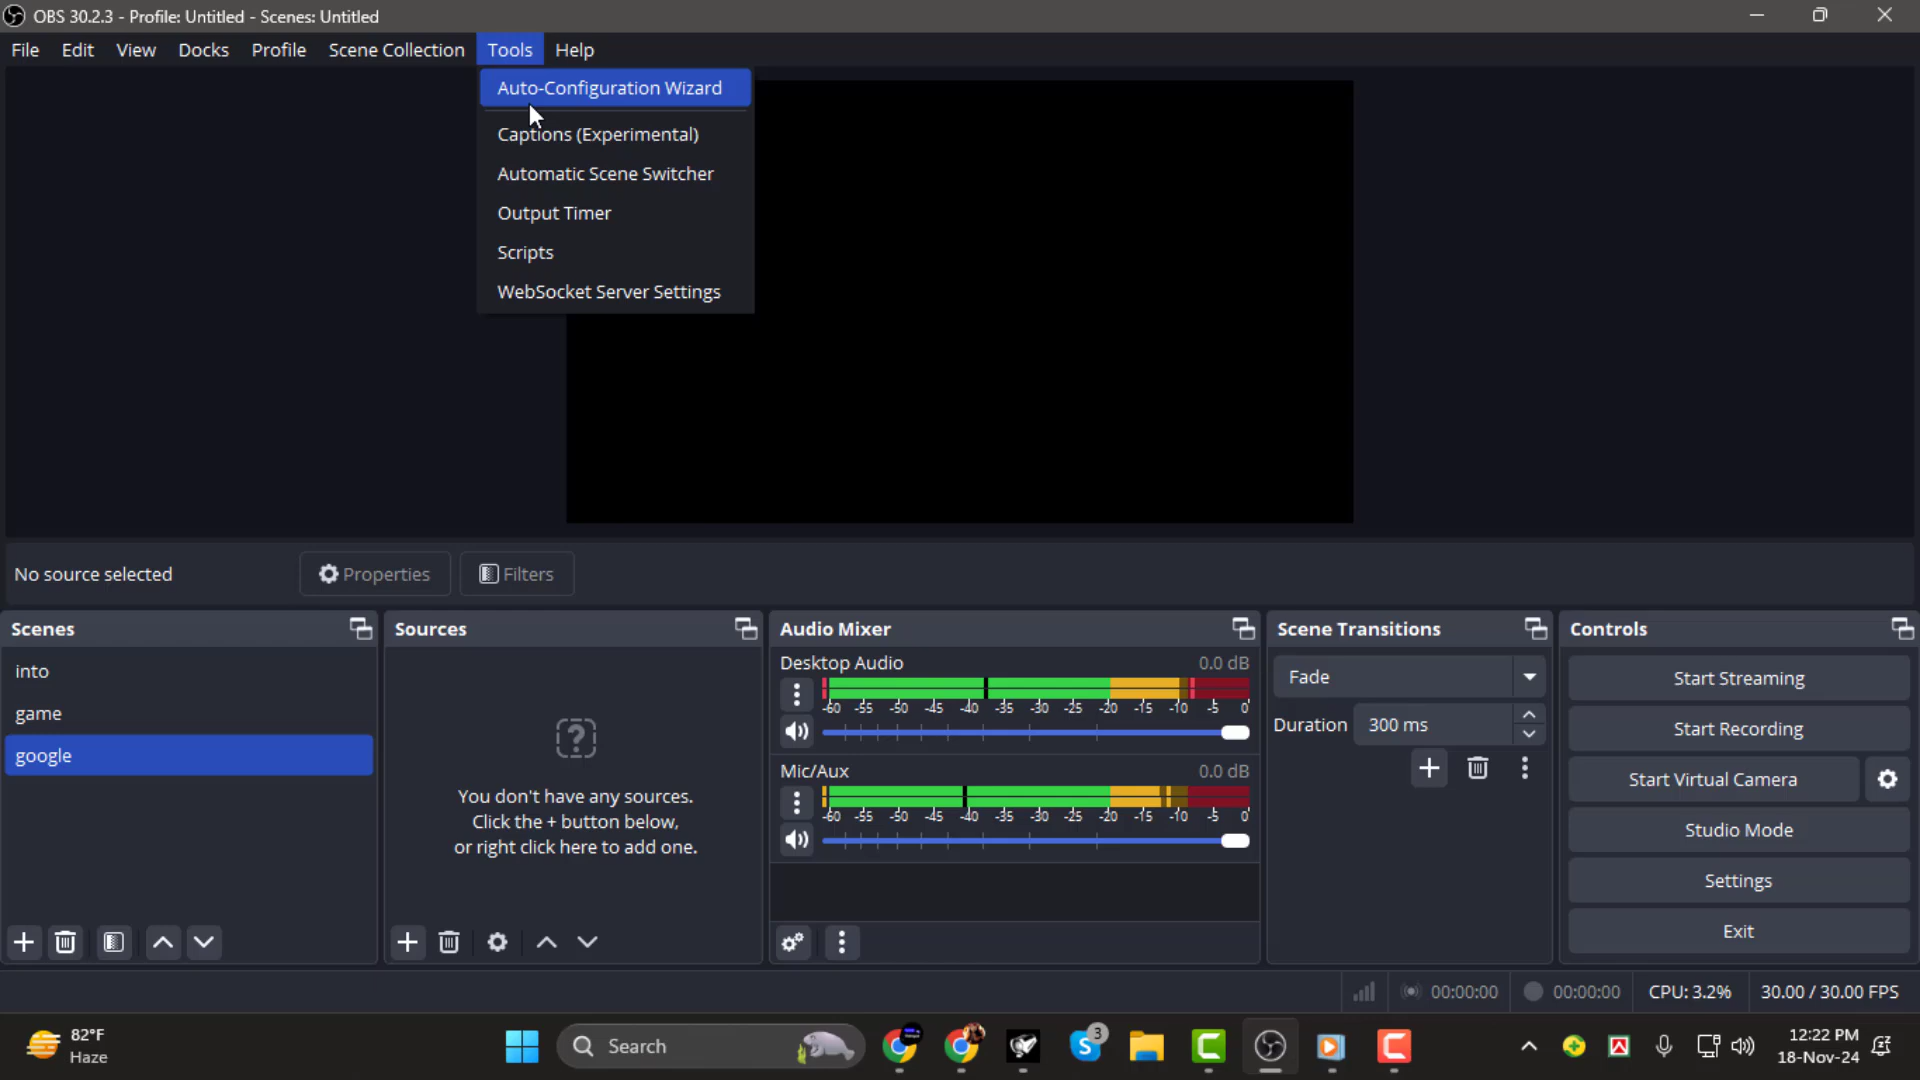 OBS 30.2.3 - Profile: Untitled - Scenes: Untitled
File Edit View Docks Profile Scene Collection Tools Help
Auto-Configuration Wizard
Captions (Experimental)
Automatic Scene Switcher
Output Timer
Scripts
WebSocket Server Settings
No source selected
Properties
Filters
Scenes
into
game
google
Sources
You don't have any sources.
Click the + button below,
or right click here to add one.
Audio Mixer
Desktop Audio 0.0 dB
-60 -55 -50 -45 -40 -35 -30 -25 -20 -15 -10 -5 0
Mic/Aux 0.0 dB
-60 -55 -50 -45 -40 -35 -30 -25 -20 -15 -10 -5 0
Scene Transitions
Fade
Duration 300 ms
Controls
Start Streaming
Start Recording
Start Virtual Camera
Studio Mode
Settings
Exit
00:00:00 00:00:00 CPU: 3.2% 30.00 / 30.00 FPS
82°F
Haze
Search
3
12:22 PM
18-Nov-24